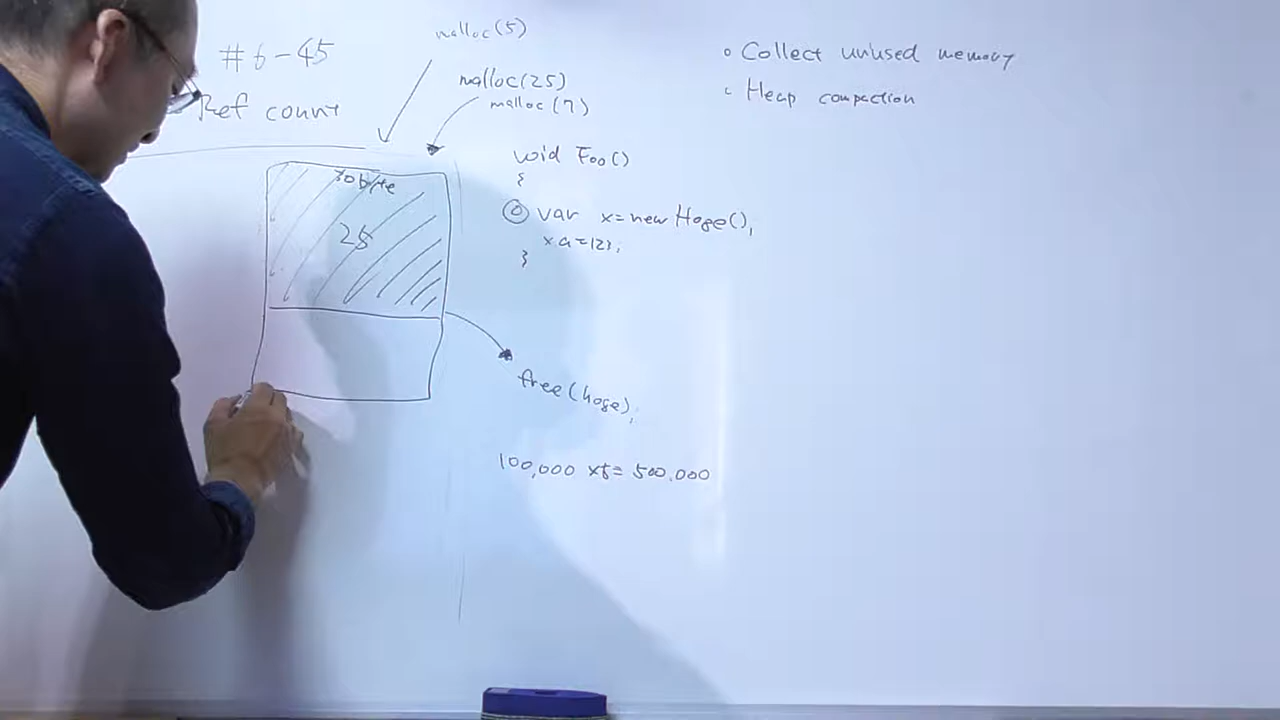 #6-45
Ref count
malloc(5)
malloc(25)
malloc(7)
30byte
25
void Foo()
{
var x=new Hoge();
x a=123;
}
free(hoge);
100,000 x5= 500,000
Collect unused memory
Heap compaction